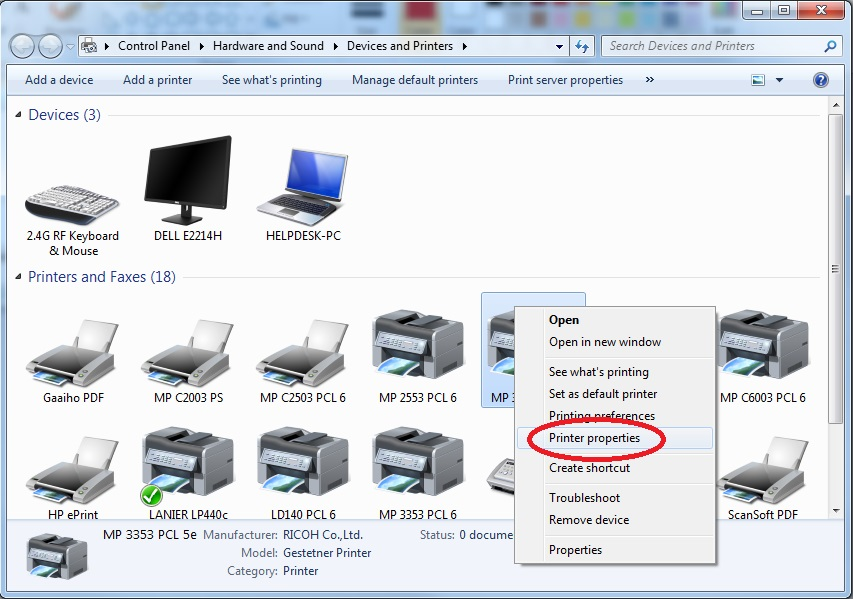 Control Panel Hardware and Sound Devices and Printers Search Devices and Printers
Add a device Add a printer See what's printing Manage default printers Print server properties »
Devices (3)
2.4G RF Keyboard
& Mouse
DELL E2214H
HELPDESK-PC
Printers and Faxes (18)
Gaaiho PDF
MP C2003 PS
MP C2503 PCL 6
MP 2553 PCL 6
MP 3
MP C6003 PCL 6
HP ePrint
LANIER LP440c
LD140 PCL 6
MP 3353 PCL 6
ScanSoft PDF
Open
Open in new window
See what's printing
Set as default printer
Printing preferences
Printer properties
Create shortcut
Troubleshoot
Remove device
Properties
MP 3353 PCL 5e Manufacturer: RICOH Co.,Ltd. Status: 0 docume
Model: Gestetner Printer
Category: Printer